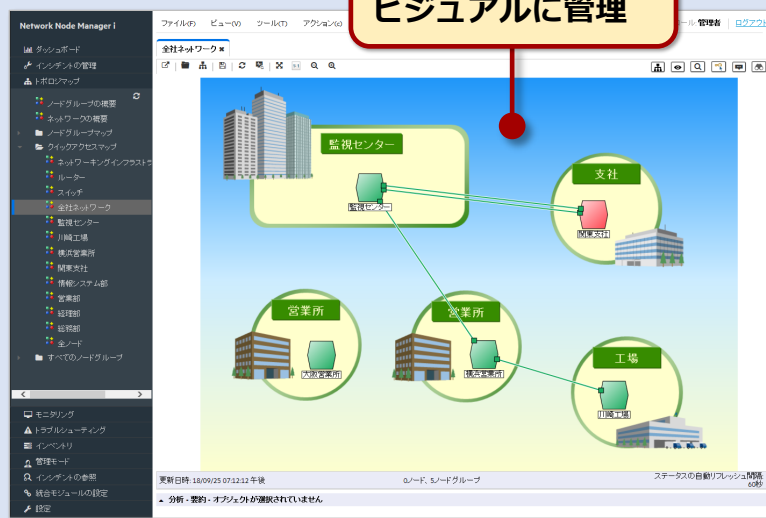 ビジュアルに管理
Network Node Manager i
ファイル(F) ビュー(V) ツール(T) アクション(C)
管理者 ログアウ
ダッシュボード
インシデントの管理
トポロジマップ
ノードグループの概要
ネットワークの概要
ノードグループマップ
クイックアクセスマップ
ネットワーキングインフラストラ
ルーター
スイッチ
全社ネットワーク
監視センター
川崎工場
横浜営業所
関東支社
情報システム部
営業部
経理部
総務部
全ノード
すべてのノードグループ
モニタリング
トラブルシューティング
インベントリ
管理モード
インシデントの参照
統合モジュールの設定
設定
全社ネットワーク
監視センター
監視センター
支社
関東支社
営業所
大阪営業所
営業所
横浜営業所
工場
川崎工場
更新日時: 18/09/25 07:12:12 午後
0ノード、5ノードグループ
ステータスの自動リフレッシュ間隔:
60秒
分析 - 要約 - オブジェクトが選択されていません